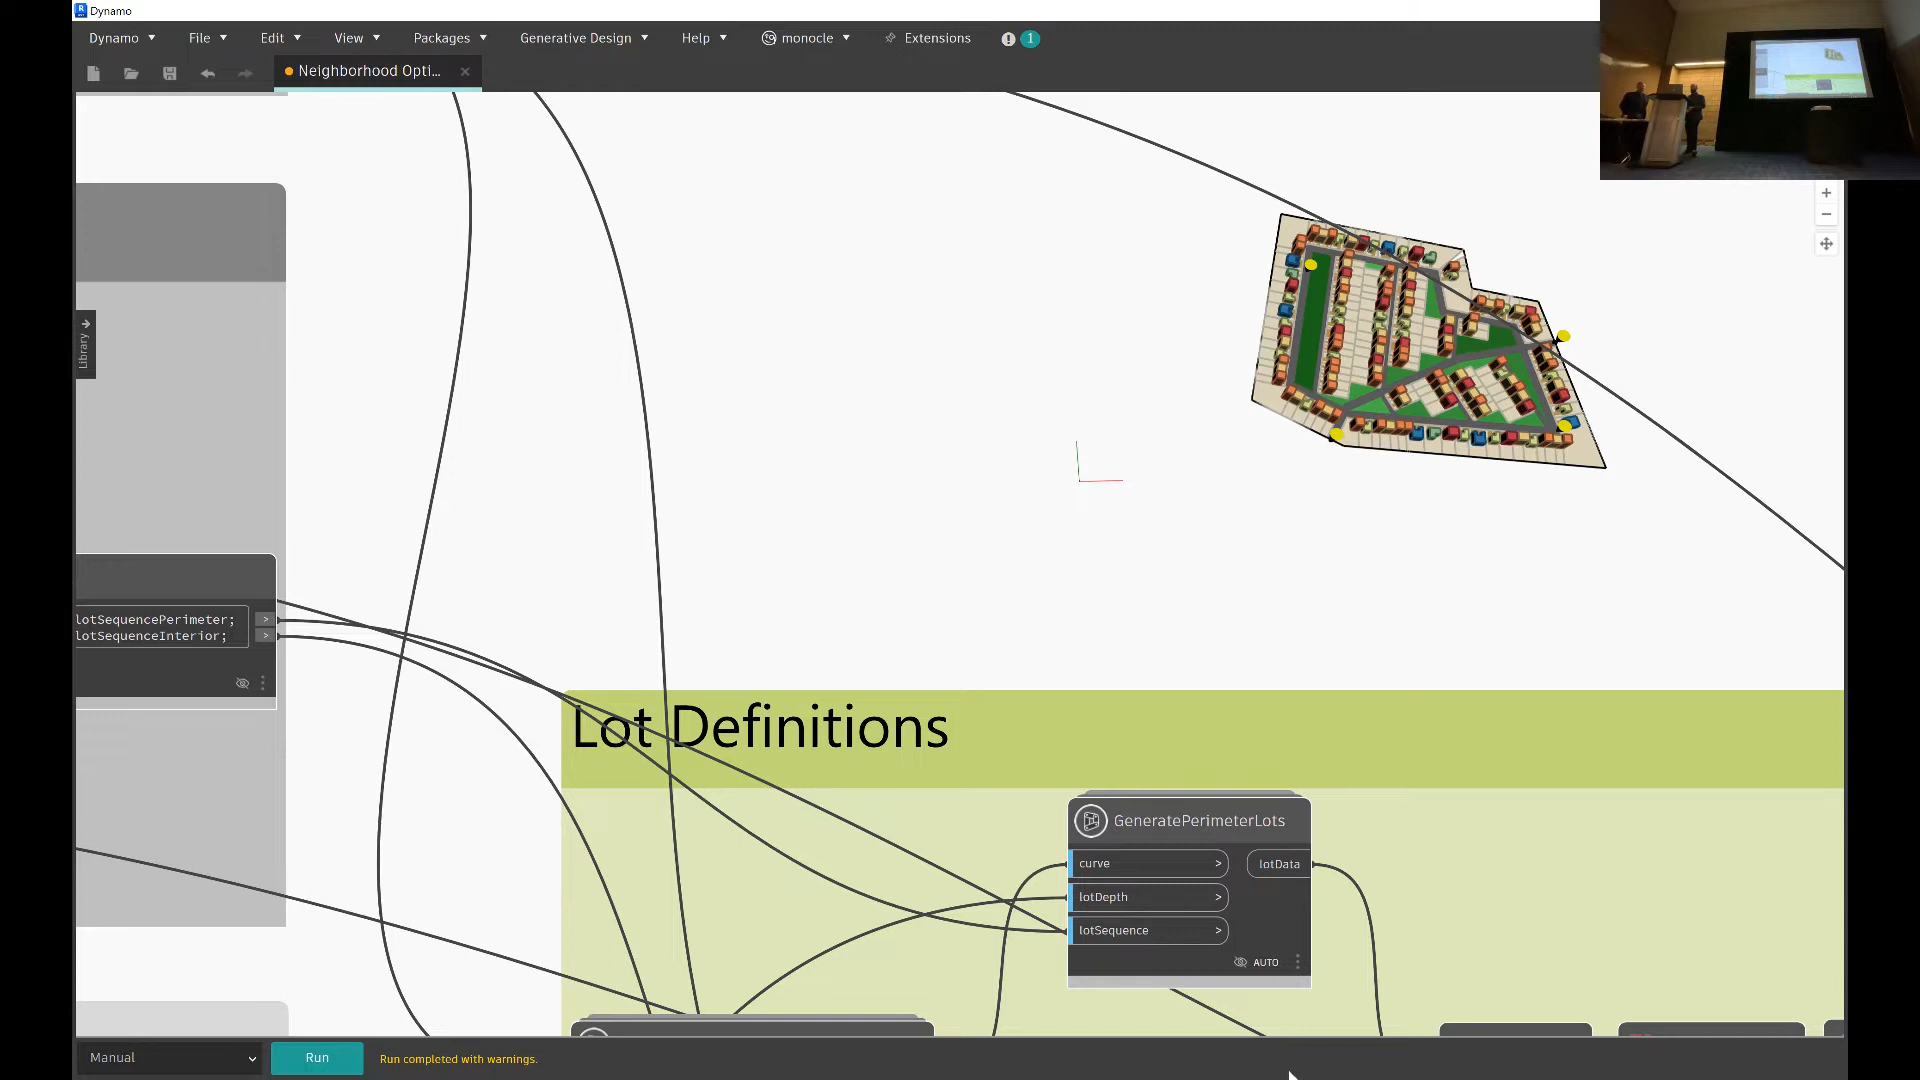 Dynamo
Dynamo File Edit View Packages Generative Design Help monocle Extensions 1
Neighborhood Opti...
Library
lotSequencePerimeter; >
lotSequenceInterior; >
Lot Definitions
GeneratePerimeterLots
curve > lotData
lotDepth >
lotSequence >
AUTO
Manual Run Run completed with warnings.